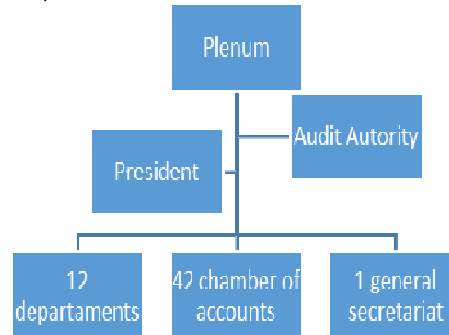 Plenum
Audit Autority
President
12
departaments
42 chamber of
accounts
1 general
secretariat